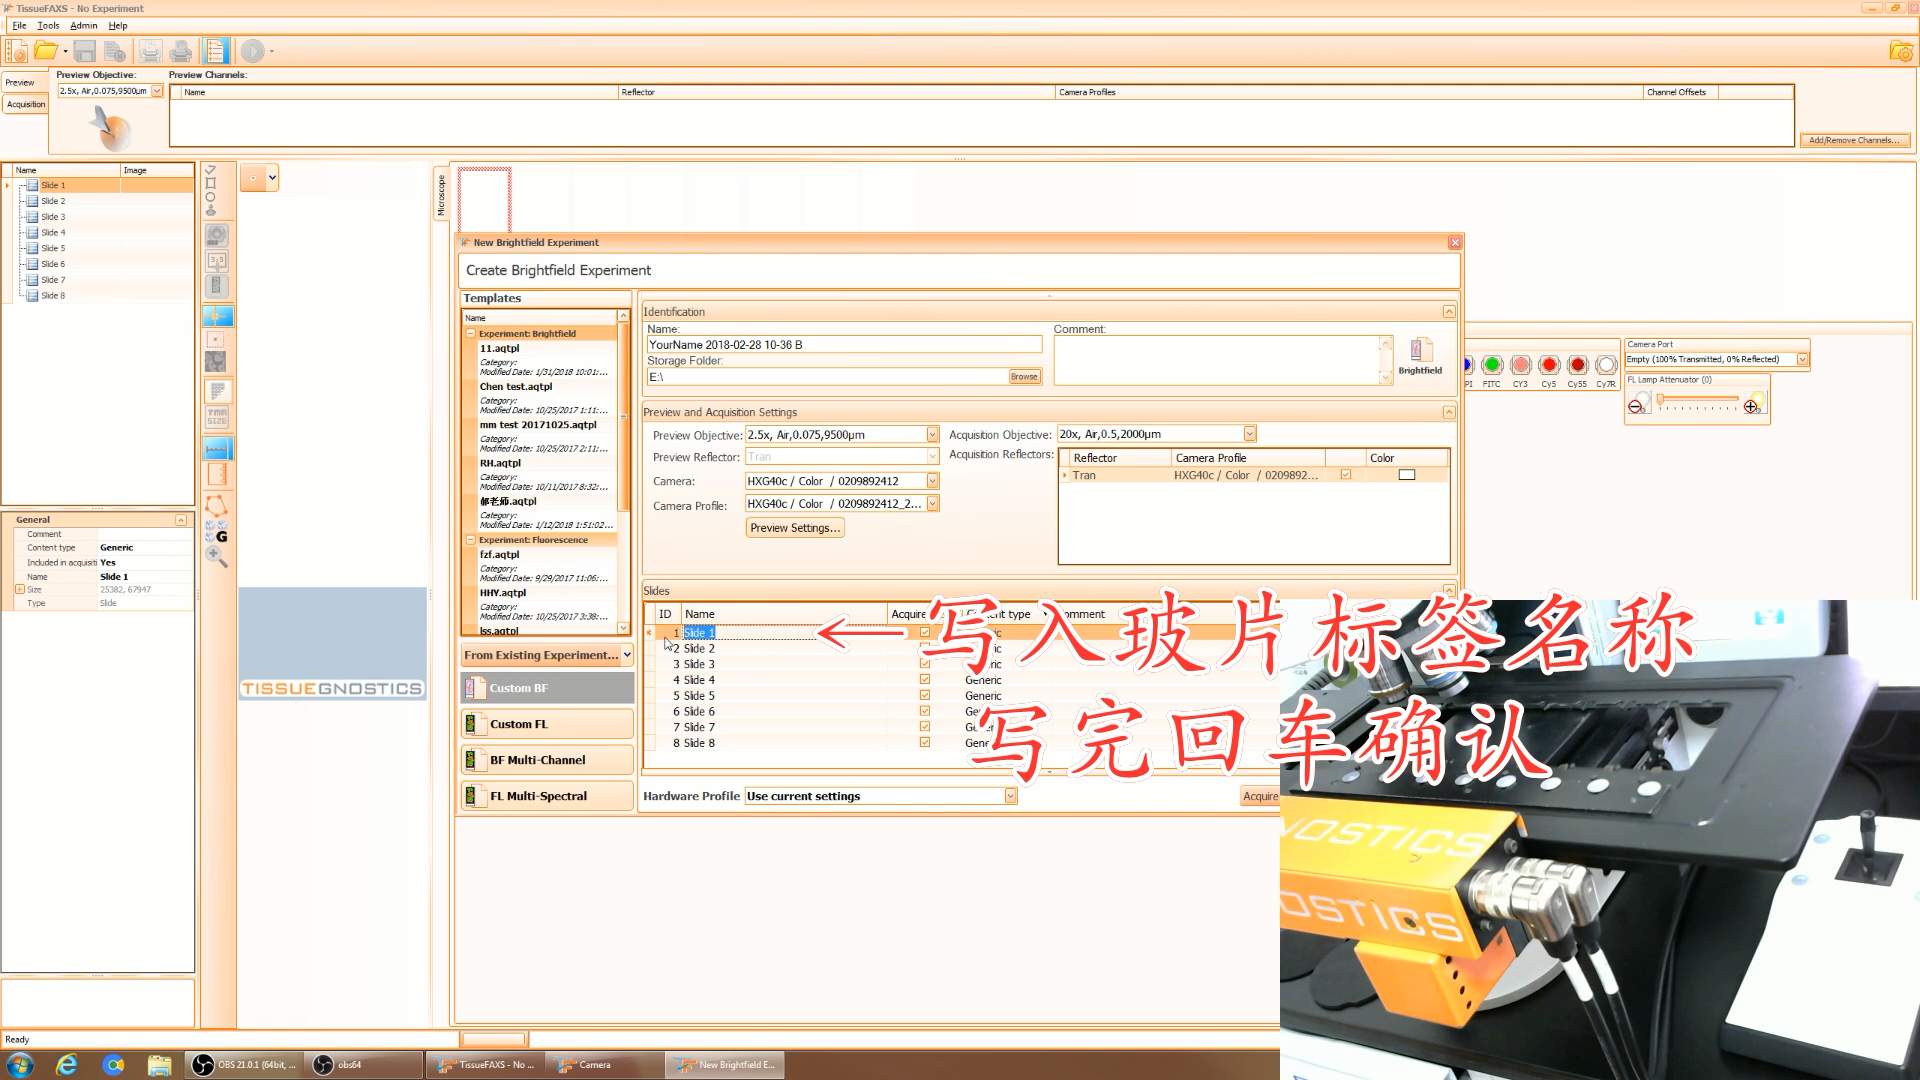 TissueFAXS - No Experiment
File Tools Admin Help
Preview
Acquisition
Preview Objective:
2.5x, Air,0.075,9500µm
Preview Channels:
Name Reflector Camera Profiles Channel Offsets
Add/Remove Channels...
Name Image
Slide 1
Slide 2
Slide 3
Slide 4
Slide 5
Slide 6
Slide 7
Slide 8
General
Comment
Content type Generic
Included in acquisiti Yes
Name Slide 1
Size 25382, 67947
Type Slide
TMA SIZE
G
TISSUEGNOSTICS
Microscope
New Brightfield Experiment
Create Brightfield Experiment
Templates
Name
Experiment: Brightfield
11.aqtpl
Category:
Modified Date: 1/31/2018 10:01:...
Chen test.aqtpl
Category:
Modified Date: 10/25/2017 1:11:...
mm test 20171025.aqtpl
Category:
Modified Date: 10/25/2017 2:11:...
RH.aqtpl
Category:
Modified Date: 10/11/2017 8:32:...
郝老师.aqtpl
Category:
Modified Date: 1/12/2018 1:51:02...
Experiment: Fluorescence
fzf.aqtpl
Category:
Modified Date: 9/29/2017 11:06:...
HHY.aqtpl
Category:
Modified Date: 10/25/2017 3:38:...
lss.aqtpl
From Existing Experiment...
Custom BF
Custom FL
BF Multi-Channel
FL Multi-Spectral
Identification
Name:
YourName 2018-02-28 10-36 B
Storage Folder:
E:\
Browse
Comment:
Brightfield
Preview and Acquisition Settings
Preview Objective: 2.5x, Air,0.075,9500µm
Preview Reflector: Tran
Camera: HXG40c / Color / 0209892412
Camera Profile: HXG40c / Color / 0209892412_2...
Preview Settings...
Acquisition Objective: 20x, Air,0.5,2000µm
Acquisition Reflectors:
Reflector Camera Profile Color
Tran HXG40c / Color / 0209892...
Slides
ID Name Acquire
1 Slide 1
2 Slide 2
3 Slide 3
4 Slide 4 Generic
5 Slide 5 Generic
6 Slide 6
7 Slide 7
8 Slide 8
写入玻片标签名称
写完回车确认
Hardware Profile Use current settings
Acquire
PI FITC CY3 Cy5 Cy55 Cy7R
Camera Port
Empty (100% Transmitted, 0% Reflected)
FL Lamp Attenuator (0)
NOSTICS
OSTICS
Ready
OBS 21.0.1 (64bit, ...
obs64
TissueFAXS - No ...
Camera
New Brightfield E...